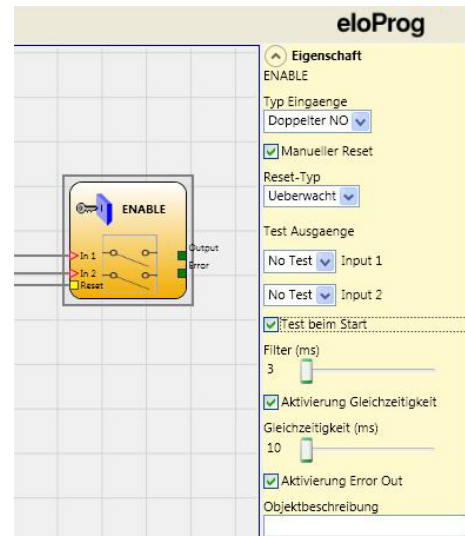 eloProg
Eigenschaft
ENABLE
Typ Eingaenge
Doppelter NO
Manueller Reset
Reset-Typ
Ueberwacht
Test Ausgaenge
No Test Input 1
No Test Input 2
Test beim Start
Filter (ms)
3
Aktivierung Gleichzeitigkeit
Gleichzeitigkeit (ms)
10
Aktivierung Error Out
Objektbeschreibung
ENABLE
In 1
In 2
Reset
Output
Error